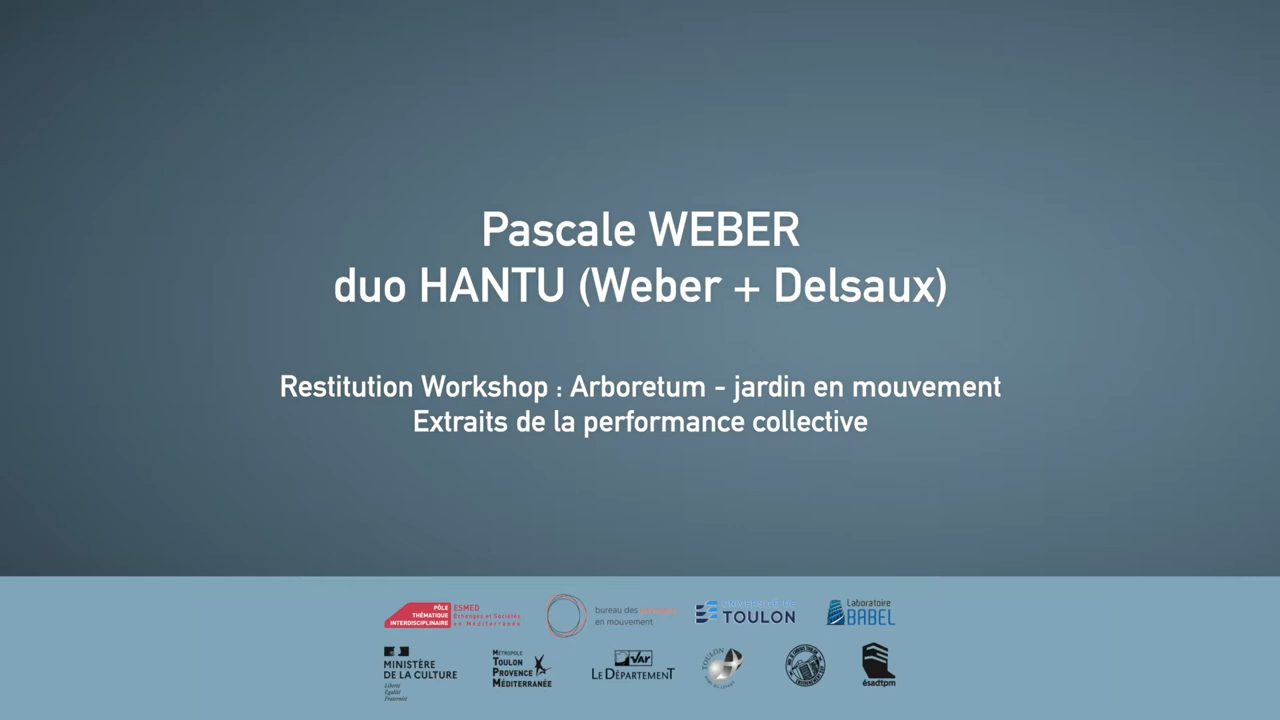 Pascale WEBER
duo HANTU (Weber + Delsaux)
Restitution Workshop : Arboretum - jardin en mouvement
Extraits de la performance collective
PÔLE
THÉMATIQUE
INTERDISCIPLINAIRE
ESMED
Échanges et Sociétés
en Méditerranée
bureau des
en mouvement
UNIVERSITÉ DE
TOULON
Laboratoire
BABEL
MINISTÈRE
DE LA CULTURE
Liberté
Égalité
Fraternité
MÉTROPOLE
TOULON
PROVENCE
MÉDITERRANÉE
VAR
LE DÉPARTEMENT
TOULON
ésadtpm